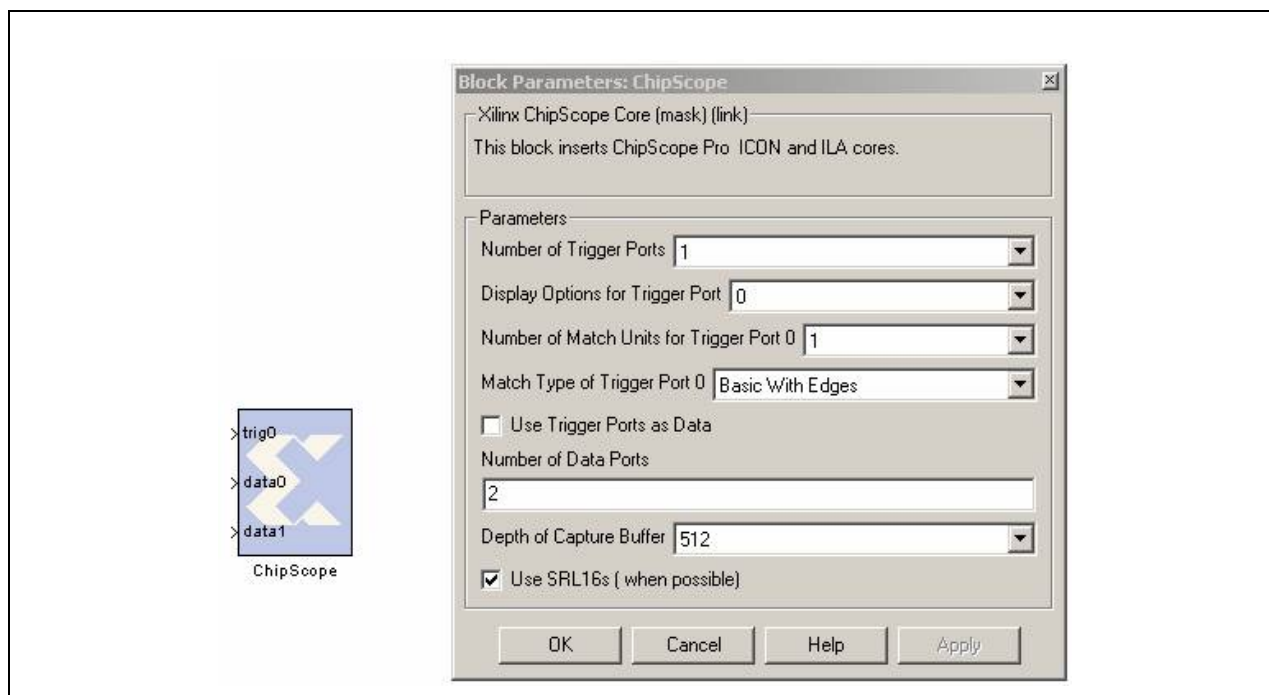 Block Parameters: ChipScope
Xilinx ChipScope Core (mask) (link)
This block inserts ChipScope Pro ICON and ILA cores.
Parameters
Number of Trigger Ports 1
Display Options for Trigger Port 0
Number of Match Units for Trigger Port 0 1
Match Type of Trigger Port 0 Basic With Edges
Use Trigger Ports as Data
Number of Data Ports
2
Depth of Capture Buffer 512
Use SRL16s ( when possible)
OK Cancel Help Apply
trig0
data0
data1
ChipScope